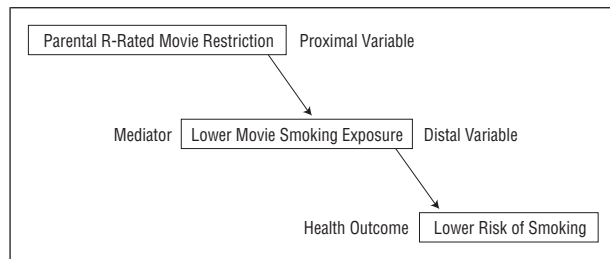 Parental R-Rated Movie Restriction Proximal Variable
Mediator Lower Movie Smoking Exposure Distal Variable
Health Outcome Lower Risk of Smoking